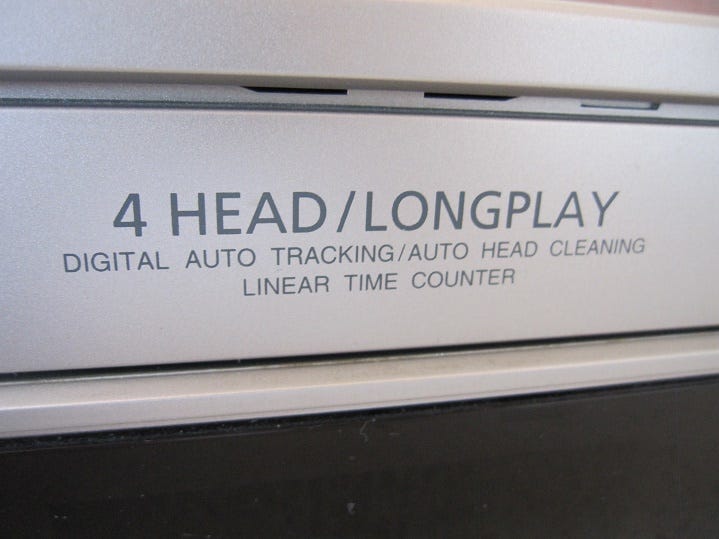 4 HEAD/LONGPLAY
DIGITAL AUTO TRACKING/AUTO HEAD CLEANING
LINEAR TIME COUNTER